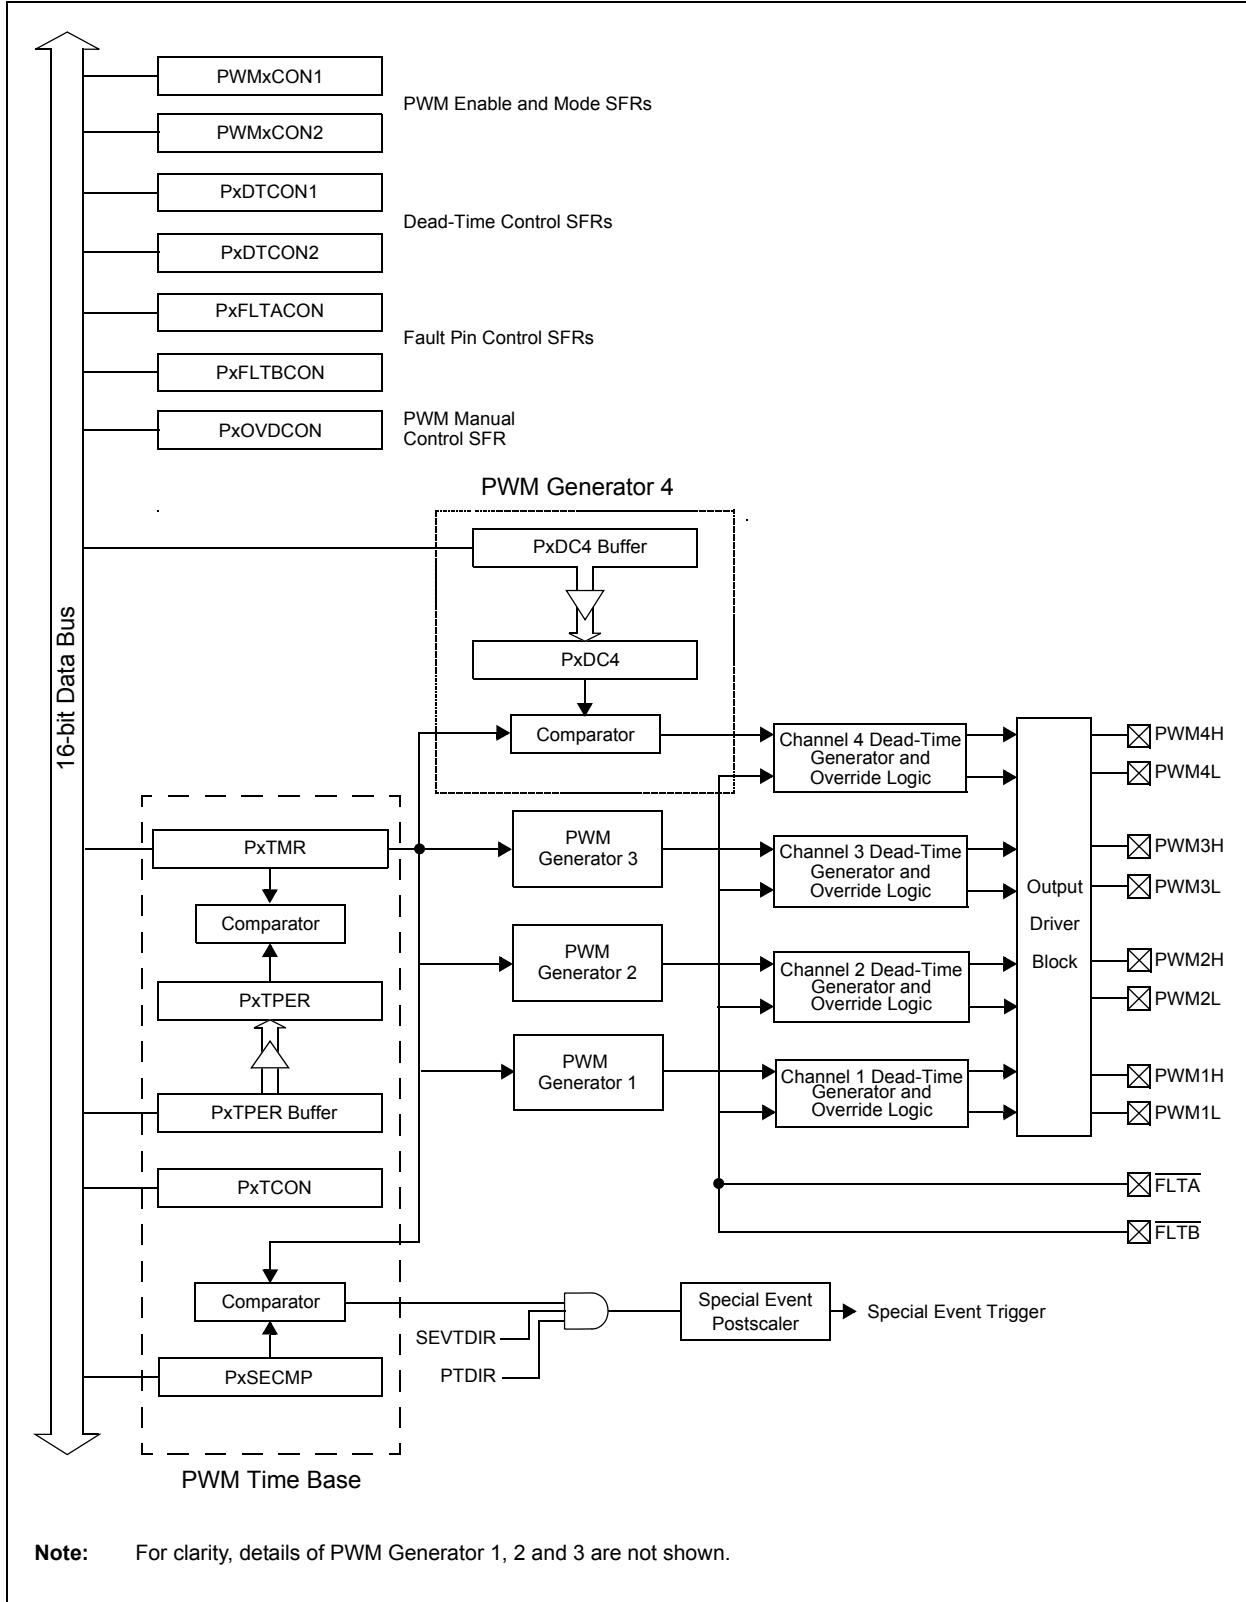 PWMxCON1
PWM Enable and Mode SFRs
PWMxCON2
PxDTCON1
Dead-Time Control SFRs
PxDTCON2
PxFLTACON
Fault Pin Control SFRs
PxFLTBCON
PxOVDCON
PWM Manual
Control SFR
PWM Generator 4
PxDC4 Buffer
PxDC4
Comparator
16-bit Data Bus
Channel 4 Dead-Time
Generator and
Override Logic
PWM4H
PWM4L
PxTMR
Comparator
PxTPER
PxTPER Buffer
PxTCON
Comparator
PxSECMP
PWM Time Base
PWM
Generator 3
Channel 3 Dead-Time
Generator and
Override Logic
PWM3H
PWM3L
Output
Driver
Block
PWM
Generator 2
Channel 2 Dead-Time
Generator and
Override Logic
PWM2H
PWM2L
PWM
Generator 1
Channel 1 Dead-Time
Generator and
Override Logic
PWM1H
PWM1L
FLTA
FLTB
SEVTDIR
PTDIR
Special Event
Postscaler
Special Event Trigger
Note: For clarity, details of PWM Generator 1, 2 and 3 are not shown.